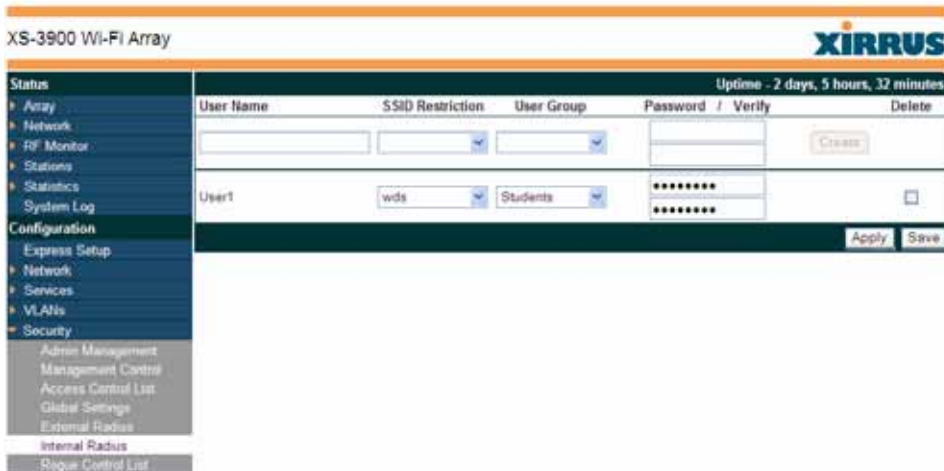 XS-3900 Wi-Fi Array
XIRRUS
Status
Uptime - 2 days, 5 hours, 32 minutes
Array
Network
RF Monitor
Stations
Statistics
System Log
Configuration
Express Setup
Network
Services
VLANs
Security
Admin Management
Management Control
Access Control List
Global Settings
External Radius
Internal Radius
Rogue Control List
User Name SSID Restriction User Group Password / Verify Delete
Create
User1 wds Students ●●●●●●●●
●●●●●●●●
Apply Save